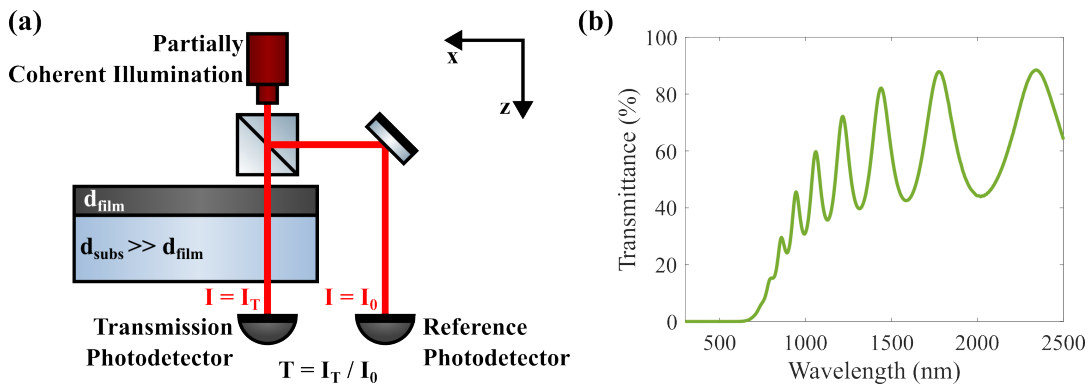 (a)
Partially
Coherent Illumination
x
z
d_film
d_subs >> d_film
I = I_T
I = I_0
Transmission
Photodetector
Reference
Photodetector
T = I_T / I_0
(b)
100
80
60
40
20
0
Transmittance (%)
500
1000
1500
2000
2500
Wavelength (nm)